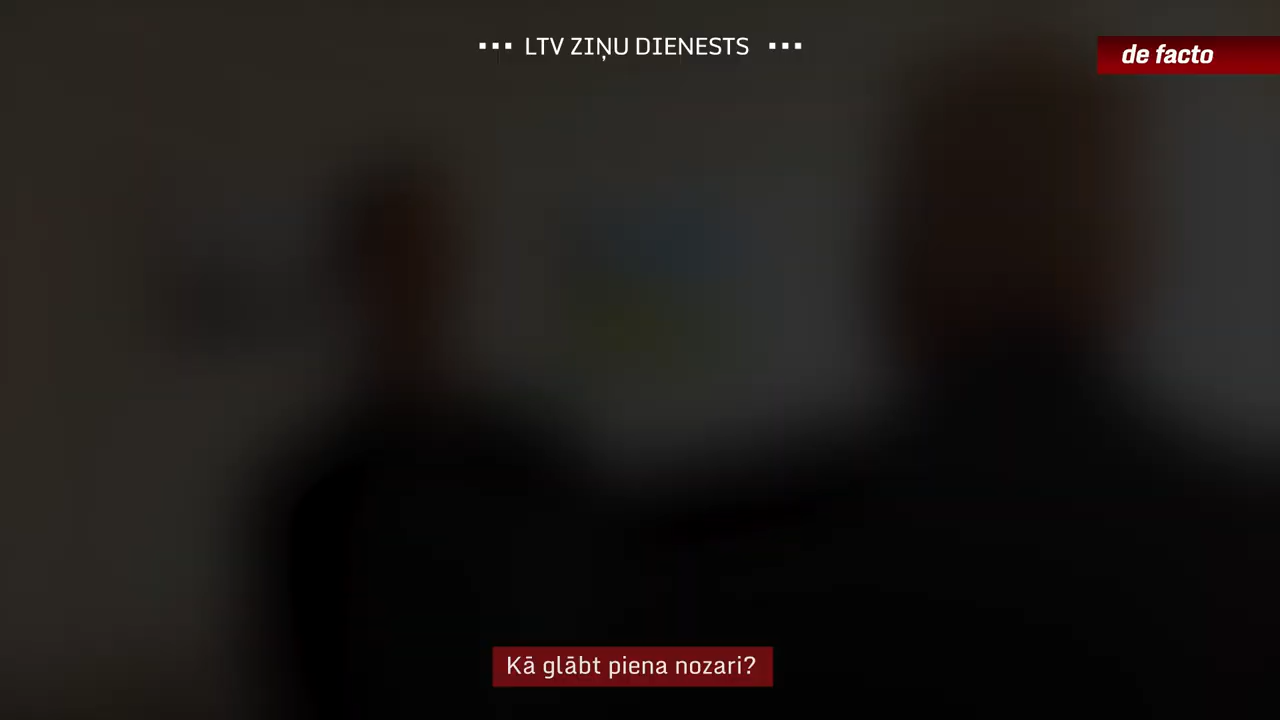 LTV ZIŅU DIENESTS
de facto
Kā glābt piena nozari?